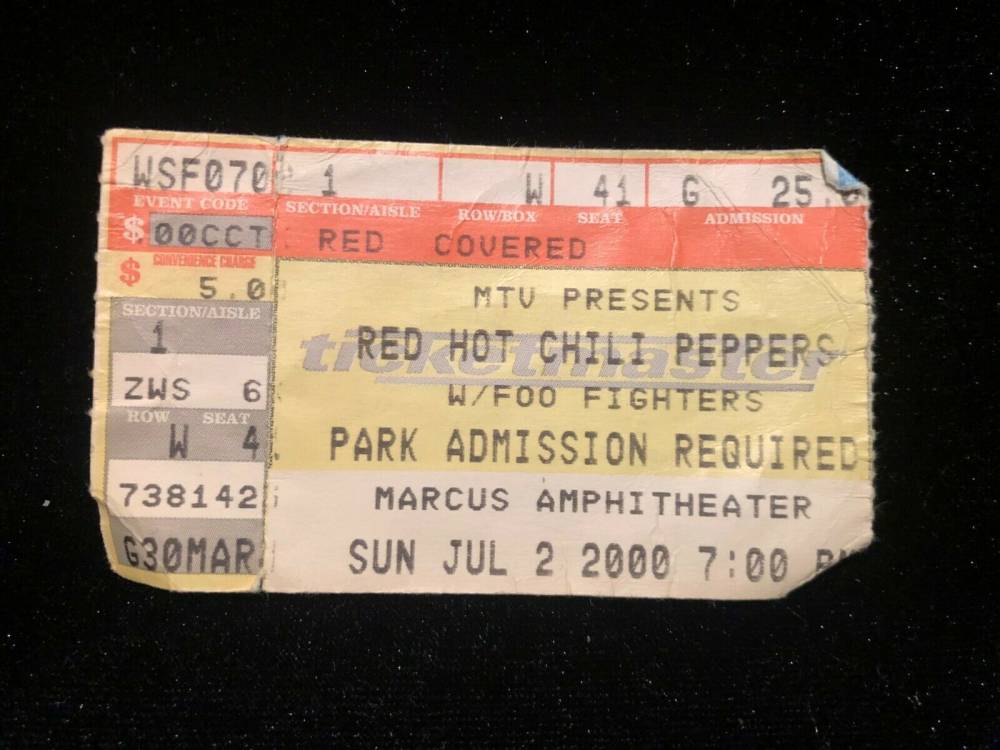 WSF070 1 W 41 G 25.
EVENT CODE SECTION/AISLE ROW/BOX SEAT ADMISSION
$ 00CCT RED COVERED
$ CONVENIENCE CHARGE
5.0
MTV PRESENTS
SECTION/AISLE
1
RED HOT CHILI PEPPERS
ticketmaster
ZWS 6
W/FOO FIGHTERS
ROW SEAT
W 4
PARK ADMISSION REQUIRED
738142
MARCUS AMPHITHEATER
G30MAR
SUN JUL 2 2000 7:00